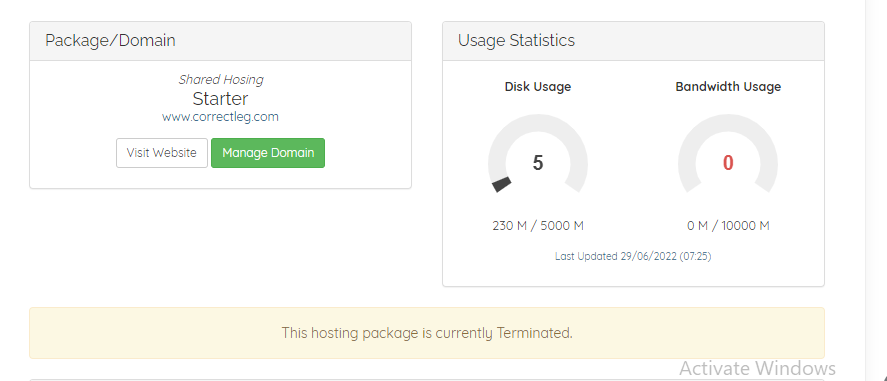 Package/Domain
Shared Hosing
Starter
www.correctleg.com
Visit Website
Manage Domain
Usage Statistics
Disk Usage
Bandwidth Usage
5
0
230 M / 5000 M
0 M / 10000 M
Last Updated 29/06/2022 (07:25)
This hosting package is currently Terminated.
Activate Windows